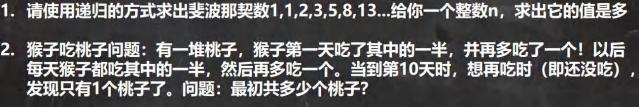 1. 请使用递归的方式求出斐波那契数1,1,2,3,5,8,13...给你一个整数n，求出它的值是多
2. 猴子吃桃子问题：有一堆桃子，猴子第一天吃了其中的一半，并再多吃了一个！以后
每天猴子都吃其中的一半，然后再多吃一个。当到第10天时，想再吃时（即还没吃），
发现只有1个桃子了。问题：最初共多少个桃子？